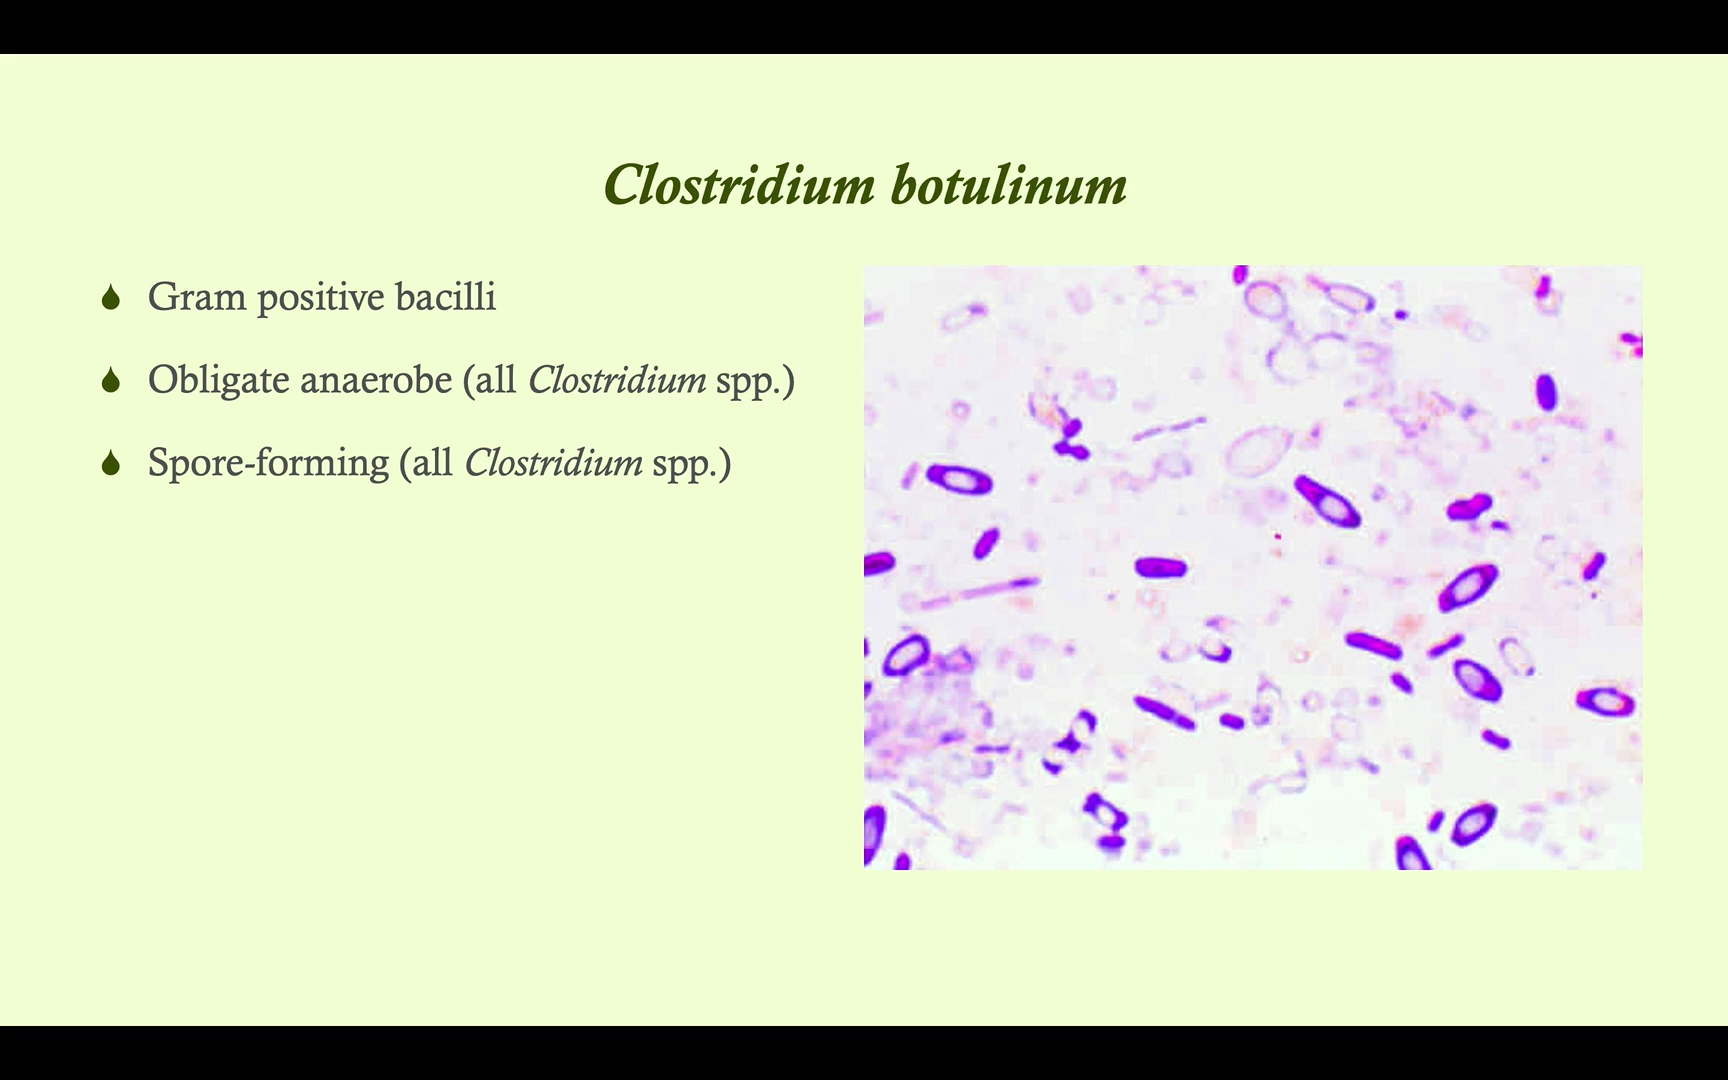 Clostridium botulinum
Gram positive bacilli
Obligate anaerobe (all Clostridium spp.)
Spore-forming (all Clostridium spp.)